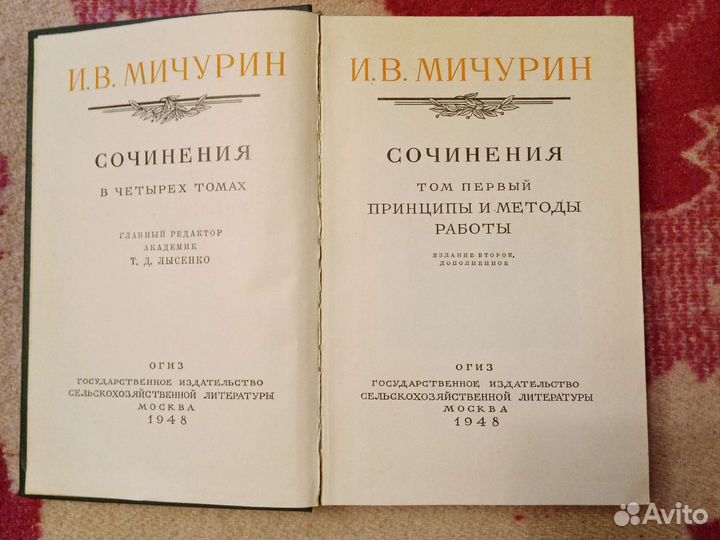 И. В. МИЧУРИН
СОЧИНЕНИЯ
В ЧЕТЫРЕХ ТОМАХ
ГЛАВНЫЙ РЕДАКТОР
АКАДЕМИК
Т. Д. ЛЫСЕНКО
ОГИЗ
ГОСУДАРСТВЕННОЕ ИЗДАТЕЛЬСТВО
СЕЛЬСКОХОЗЯЙСТВЕННОЙ ЛИТЕРАТУРЫ
МОСКВА
1948
И. В. МИЧУРИН
СОЧИНЕНИЯ
ТОМ ПЕРВЫЙ
ПРИНЦИПЫ И МЕТОДЫ
РАБОТЫ
ИЗДАНИЕ ВТОРОЕ,
ДОПОЛНЕННОЕ
ОГИЗ
ГОСУДАРСТВЕННОЕ ИЗДАТЕЛЬСТВО
СЕЛЬСКОХОЗЯЙСТВЕННОЙ ЛИТЕРАТУРЫ
МОСКВА
1948
Avito